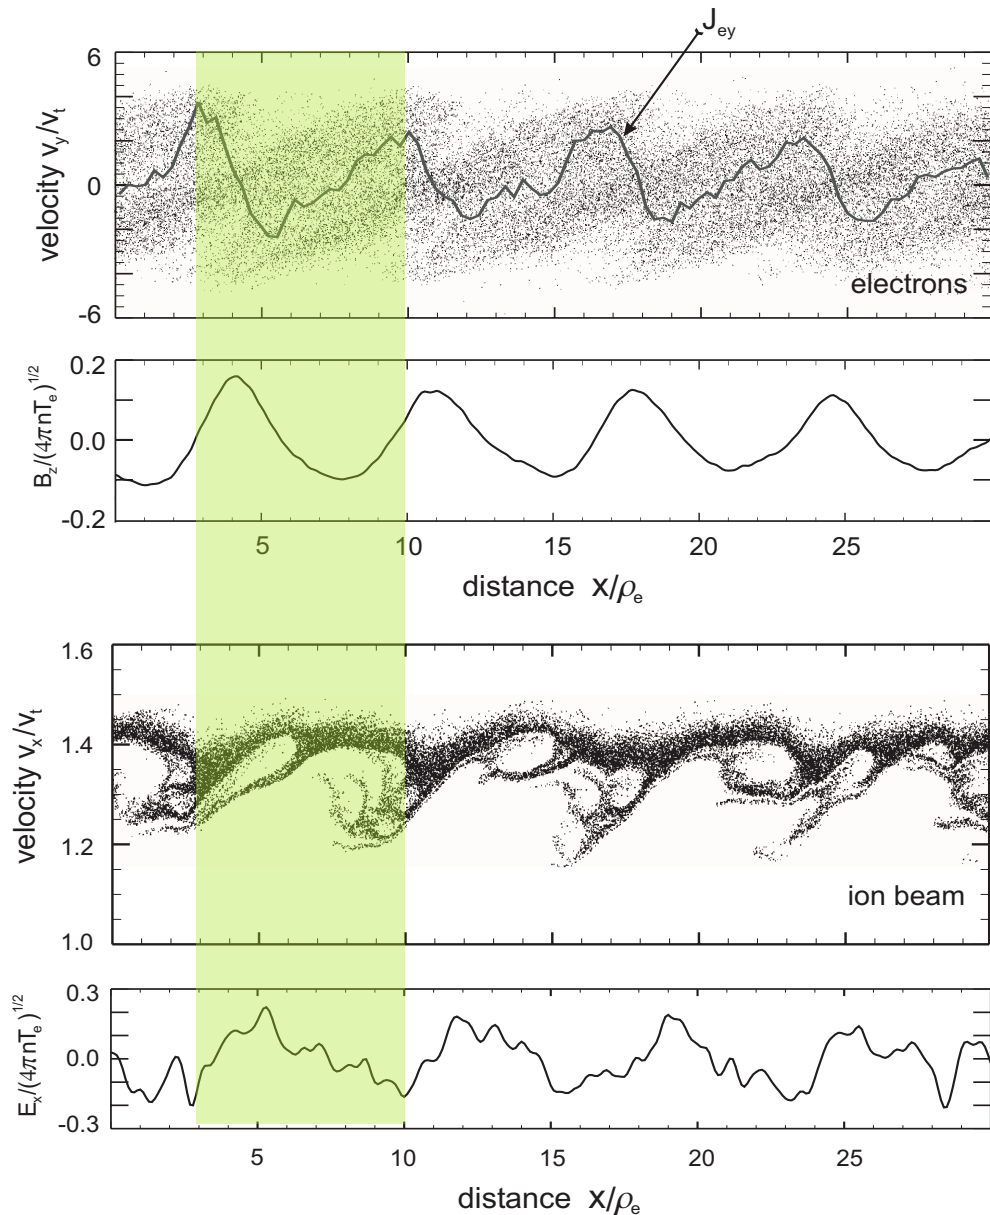 J_ey
6
0
-6
velocity v_y/v_t
electrons
0.2
0.0
-0.2
B_z/(4πnT_e)^1/2
5 10 15 20 25
distance x/ρ_e
1.6
1.4
1.2
1.0
velocity v_x/v_t
ion beam
0.3
0.0
-0.3
E_x/(4πnT_e)^1/2
5 10 15 20 25
distance x/ρ_e